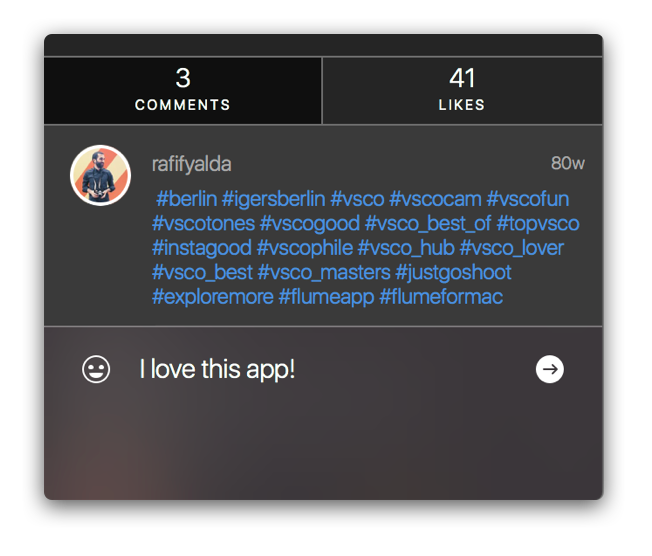 3 41
COMMENTS LIKES
rafifyalda 80w
#berlin #igersberlin #vsco #vscocam #vscofun
#vscotones #vscogood #vsco_best_of #topvsco
#instagood #vscophile #vsco_hub #vsco_lover
#vsco_best #vsco_masters #justgoshoot
#exploremore #flumeapp #flumeformac
I love this app!